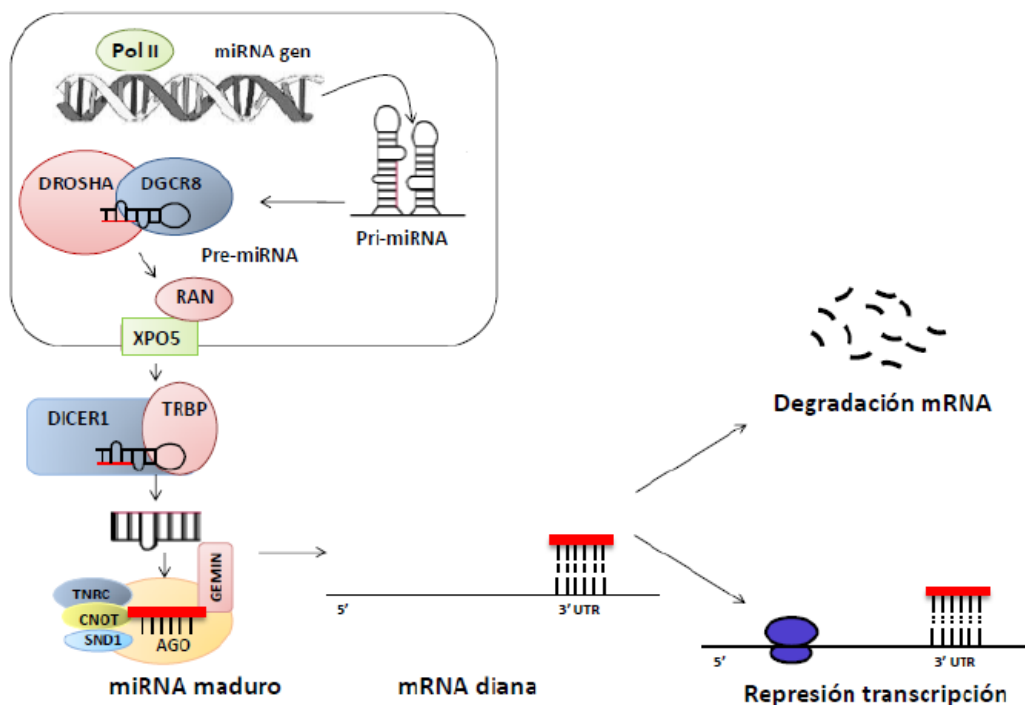 Pol II
miRNA gen
DROSHA
DGCR8
Pri-miRNA
Pre-miRNA
RAN
XPO5
DICER1
TRBP
GEMIN
TNRC
CNOT
SND1
AGO
miRNA maduro
5’
3’ UTR
mRNA diana
Degradación mRNA
5’
3’ UTR
Represión transcripción